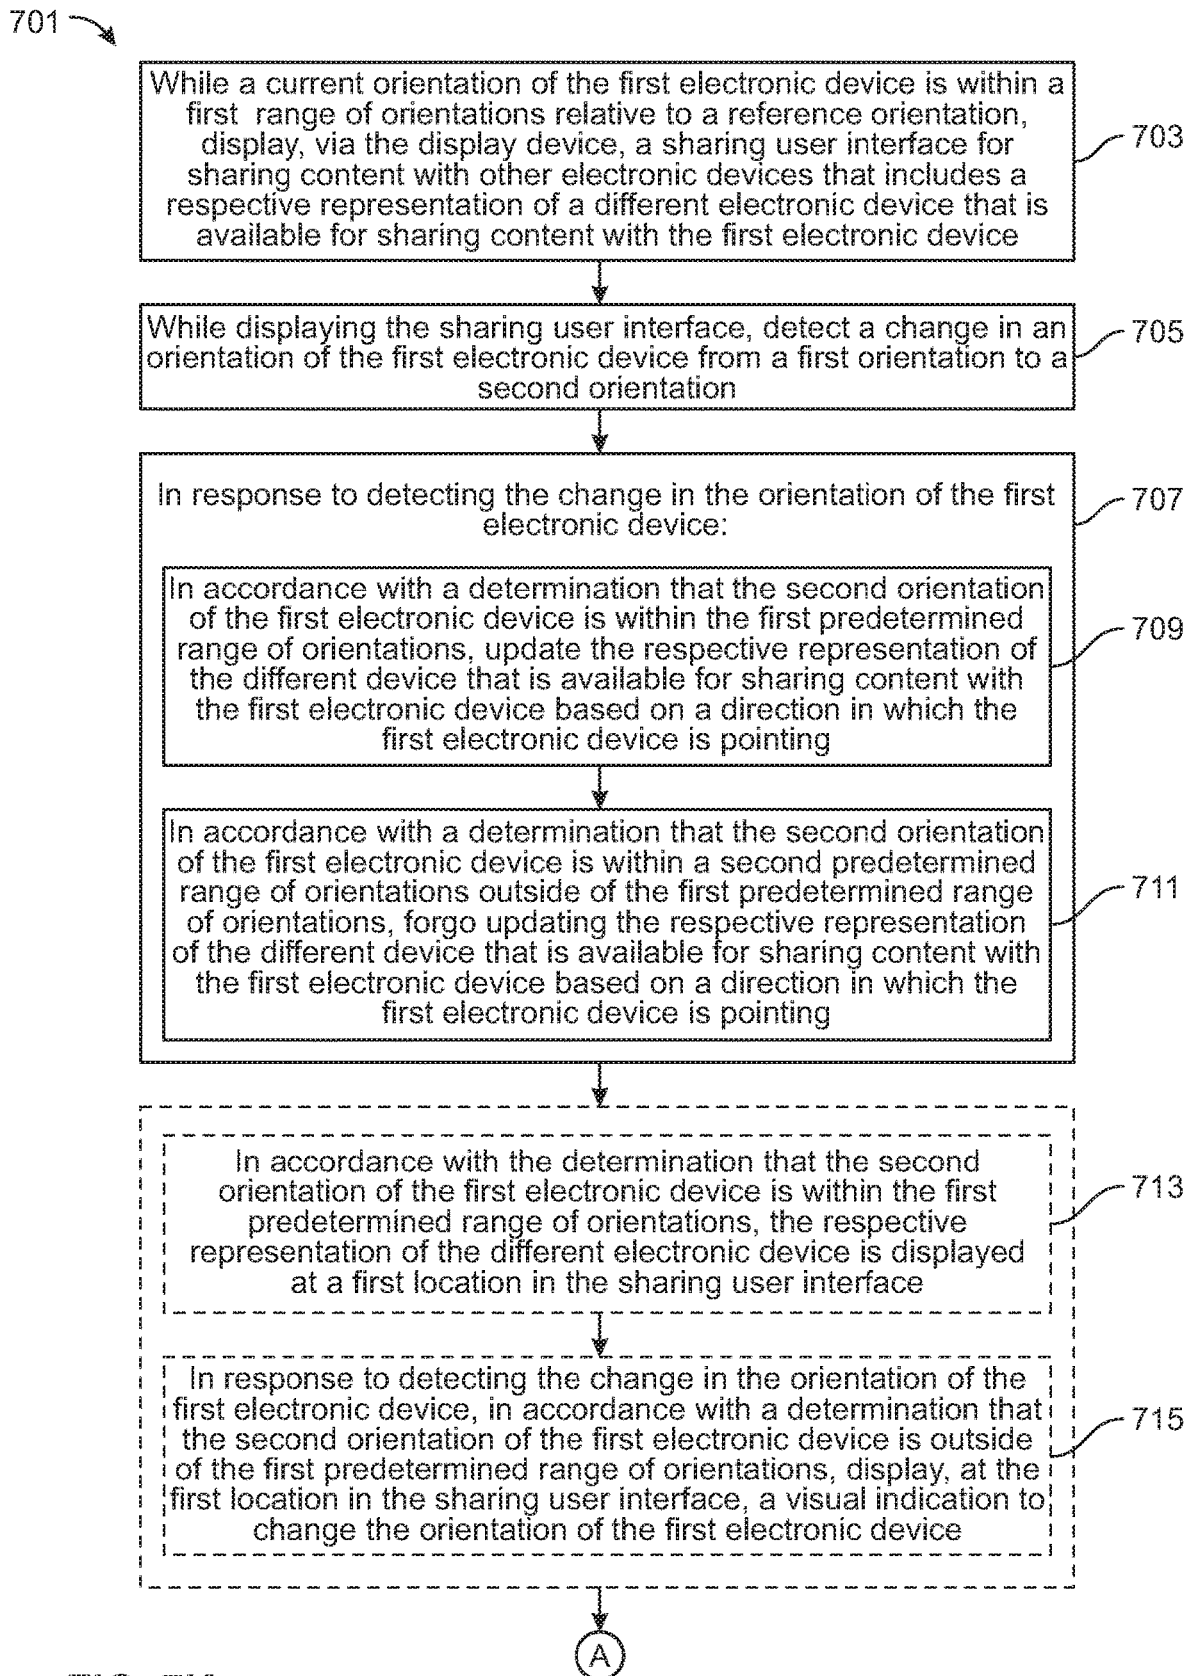 701
While a current orientation of the first electronic device is within a
first range of orientations relative to a reference orientation,
display, via the display device, a sharing user interface for
sharing content with other electronic devices that includes a
respective representation of a different electronic device that is
available for sharing content with the first electronic device
703
While displaying the sharing user interface, detect a change in an
orientation of the first electronic device from a first orientation to a
second orientation
705
In response to detecting the change in the orientation of the first
electronic device:
707
In accordance with a determination that the second orientation
of the first electronic device is within the first predetermined
range of orientations, update the respective representation of
the different device that is available for sharing content with
the first electronic device based on a direction in which the
first electronic device is pointing
709
In accordance with a determination that the second orientation
of the first electronic device is within a second predetermined
range of orientations outside of the first predetermined range
of orientations, forgo updating the respective representation
of the different device that is available for sharing content with
the first electronic device based on a direction in which the
first electronic device is pointing
711
In accordance with the determination that the second
orientation of the first electronic device is within the first
predetermined range of orientations, the respective
representation of the different electronic device is displayed
at a first location in the sharing user interface
713
In response to detecting the change in the orientation of the
first electronic device, in accordance with a determination that
the second orientation of the first electronic device is outside
of the first predetermined range of orientations, display, at the
first location in the sharing user interface, a visual indication to
change the orientation of the first electronic device
715
A